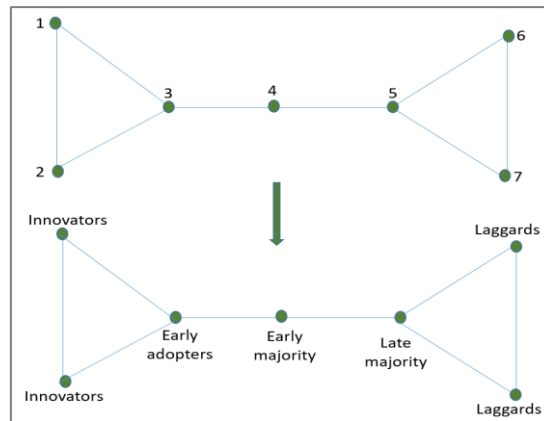 1
6
3
4
5
2
7
Innovators
Laggards
Early
adopters
Early
majority
Late
majority
Innovators
Laggards